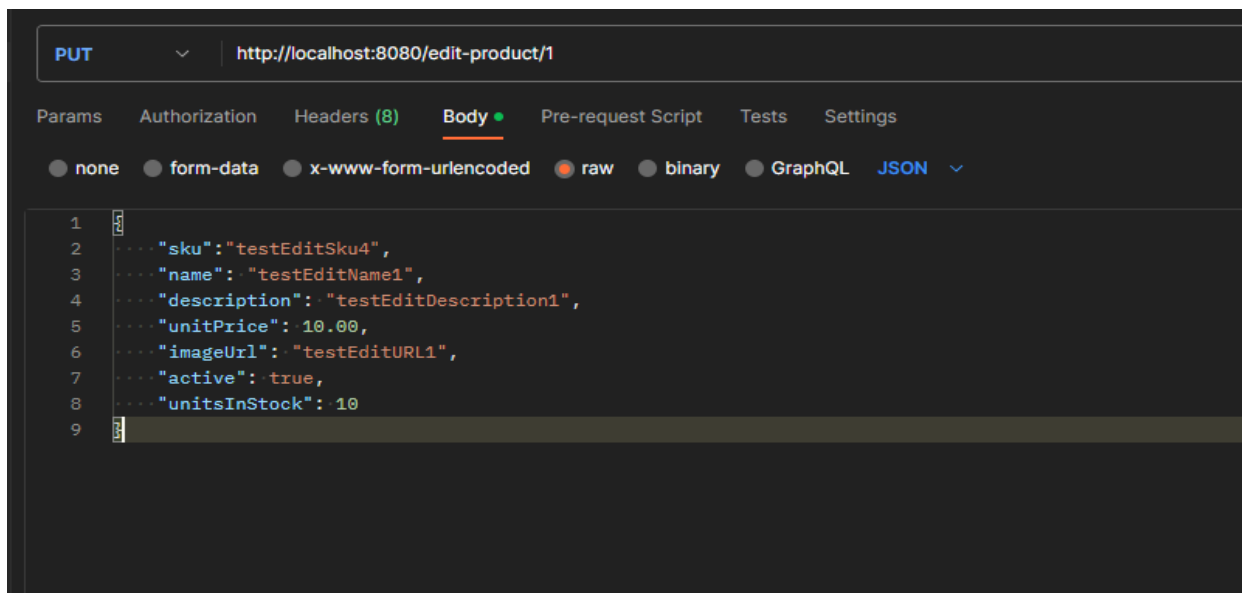 PUT http://localhost:8080/edit-product/1
Params Authorization Headers (8) Body Pre-request Script Tests Settings
none form-data x-www-form-urlencoded raw binary GraphQL JSON
1 {
2 "sku":"testEditSku4",
3 "name": "testEditName1",
4 "description": "testEditDescription1",
5 "unitPrice": 10.00,
6 "imageUrl": "testEditURL1",
7 "active": true,
8 "unitsInStock": 10
9 }